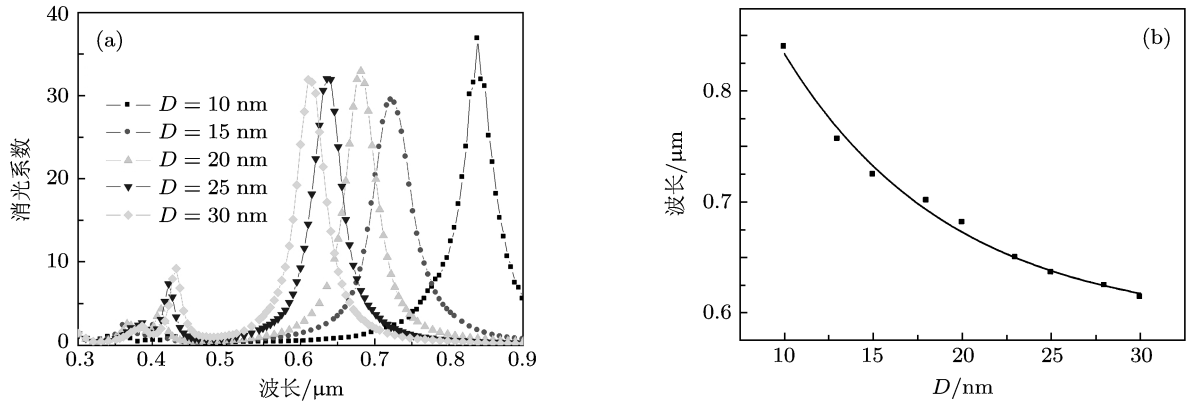 (a)
40
30
20
10
0
消光系数
D = 10 nm
D = 15 nm
D = 20 nm
D = 25 nm
D = 30 nm
0.3 0.4 0.5 0.6 0.7 0.8 0.9
波长/μm
(b)
0.8
0.7
0.6
波长/μm
10 15 20 25 30
D/nm